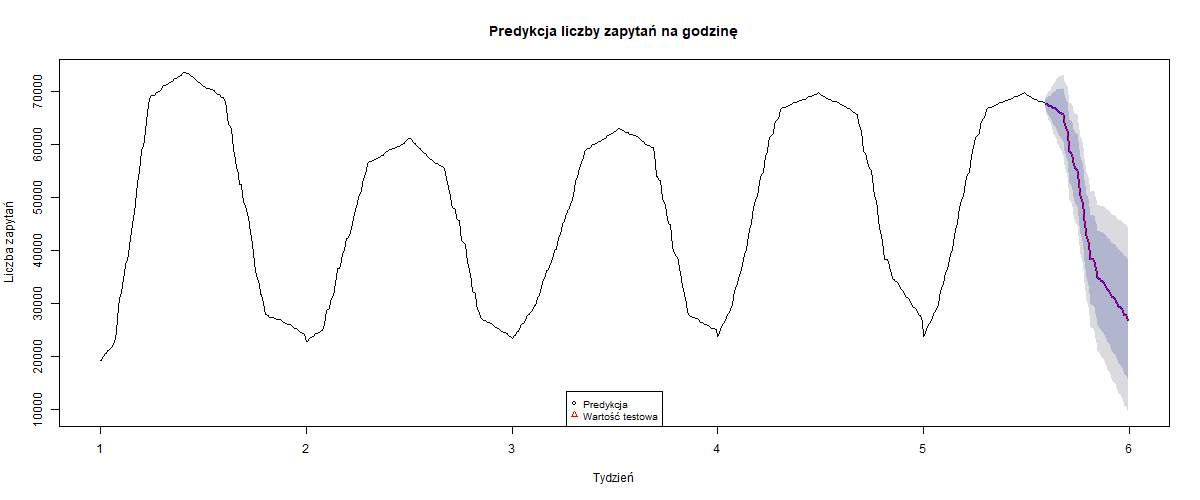 Predykcja liczby zapytań na godzinę
Liczba zapytań
70000
60000
50000
40000
30000
20000
10000
Predykcja
Wartość testowa
1 2 3 4 5 6
Tydzień